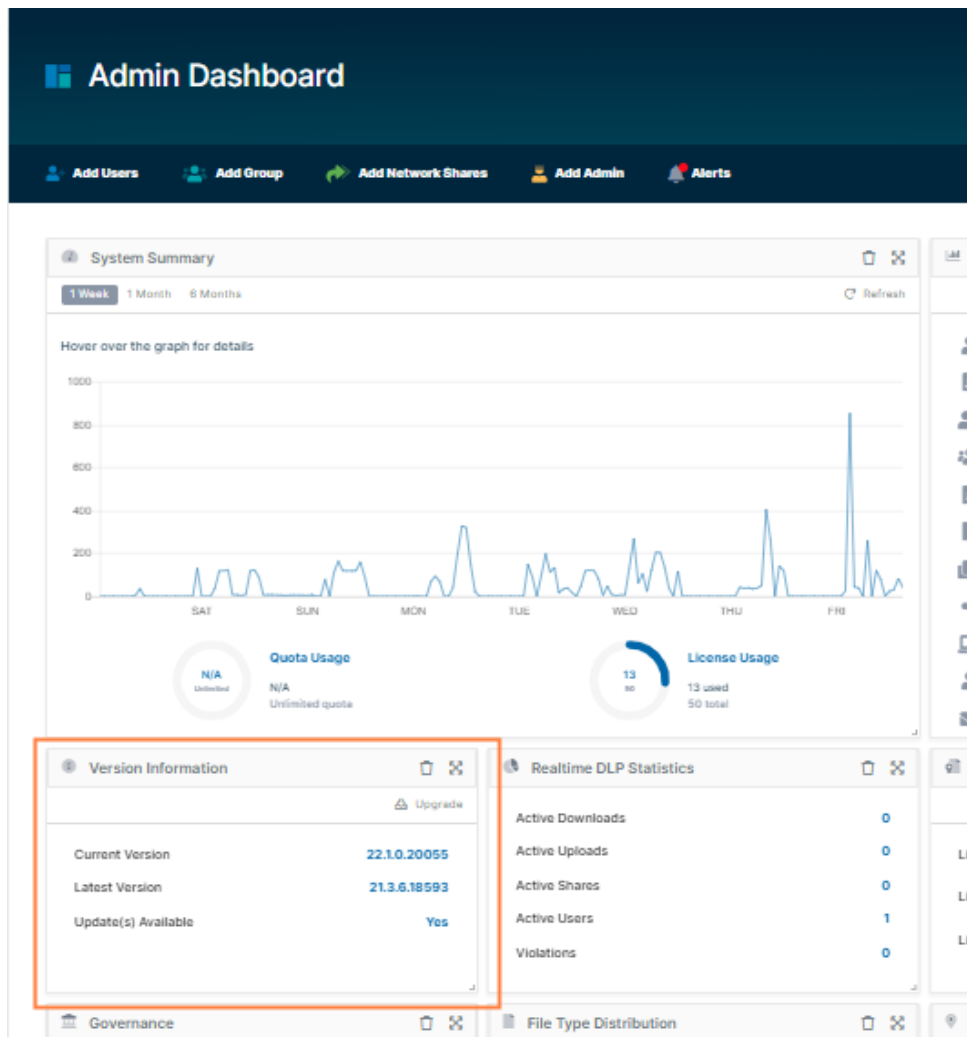 Admin Dashboard
Add Users Add Group Add Network Shares Add Admin Alerts
System Summary
1 Week 1 Month 6 Months Refresh
Hover over the graph for details
1000
800
600
400
200
0
SAT SUN MON TUE WED THU FRI
N/A
Unlimited
Quota Usage
N/A
Unlimited quota
13
50
License Usage
13 used
50 total
Version Information
Upgrade
Current Version 22.1.0.20055
Latest Version 21.3.6.18593
Update(s) Available Yes
Realtime DLP Statistics
Active Downloads 0
Active Uploads 0
Active Shares 0
Active Users 1
Violations 0
Governance
File Type Distribution